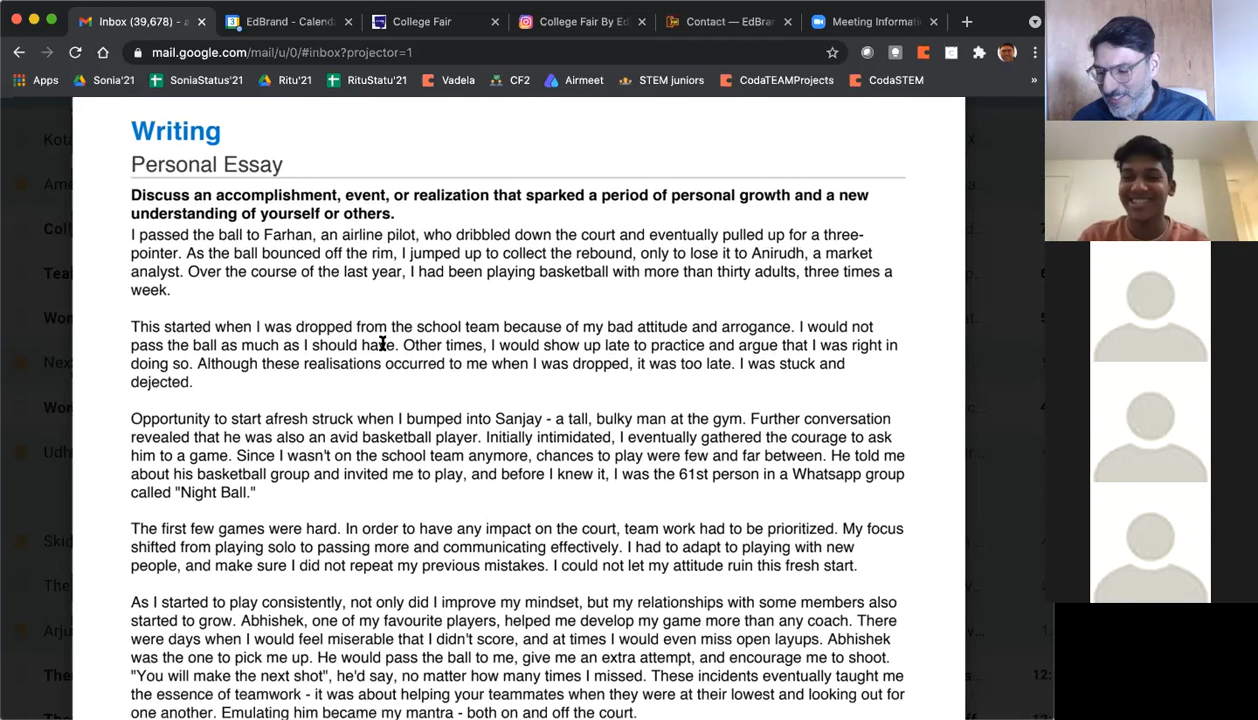 Inbox (39,678) - a
EdBrand - Calend
College Fair
College Fair By Ed
Contact — EdBra
Meeting Informati
mail.google.com/mail/u/0/#inbox?projector=1
Apps
Sonia'21
SoniaStatus'21
Ritu'21
RituStatu'21
Vadela
CF2
Airmeet
STEM juniors
CodaTEAMProjects
CodaSTEM
»
Writing
Personal Essay
Discuss an accomplishment, event, or realization that sparked a period of personal growth and a new
understanding of yourself or others.
I passed the ball to Farhan, an airline pilot, who dribbled down the court and eventually pulled up for a three-
pointer. As the ball bounced off the rim, I jumped up to collect the rebound, only to lose it to Anirudh, a market
analyst. Over the course of the last year, I had been playing basketball with more than thirty adults, three times a
week.
This started when I was dropped from the school team because of my bad attitude and arrogance. I would not
pass the ball as much as I should have. Other times, I would show up late to practice and argue that I was right in
doing so. Although these realisations occurred to me when I was dropped, it was too late. I was stuck and
dejected.
Opportunity to start afresh struck when I bumped into Sanjay - a tall, bulky man at the gym. Further conversation
revealed that he was also an avid basketball player. Initially intimidated, I eventually gathered the courage to ask
him to a game. Since I wasn't on the school team anymore, chances to play were few and far between. He told me
about his basketball group and invited me to play, and before I knew it, I was the 61st person in a Whatsapp group
called "Night Ball."
The first few games were hard. In order to have any impact on the court, team work had to be prioritized. My focus
shifted from playing solo to passing more and communicating effectively. I had to adapt to playing with new
people, and make sure I did not repeat my previous mistakes. I could not let my attitude ruin this fresh start.
As I started to play consistently, not only did I improve my mindset, but my relationships with some members also
started to grow. Abhishek, one of my favourite players, helped me develop my game more than any coach. There
were days when I would feel miserable that I didn't score, and at times I would even miss open layups. Abhishek
was the one to pick me up. He would pass the ball to me, give me an extra attempt, and encourage me to shoot.
"You will make the next shot", he'd say, no matter how many times I missed. These incidents eventually taught me
the essence of teamwork - it was about helping your teammates when they were at their lowest and looking out for
one another. Emulating him became my mantra - both on and off the court.
Kota
Ame
Coll
Tea
Wor
Nex
Wor
Udh
Skid
The
Arju
The